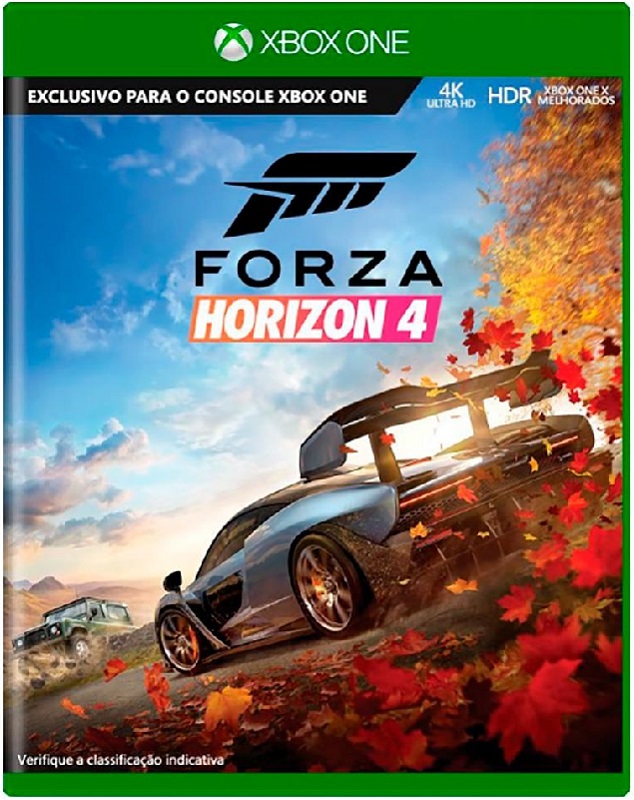 XBOX ONE
EXCLUSIVO PARA O CONSOLE XBOX ONE
4K
ULTRA HD
HDR
XBOX ONE X
MELHORADOS
FORZA
HORIZON 4
Verifique a classificação indicativa